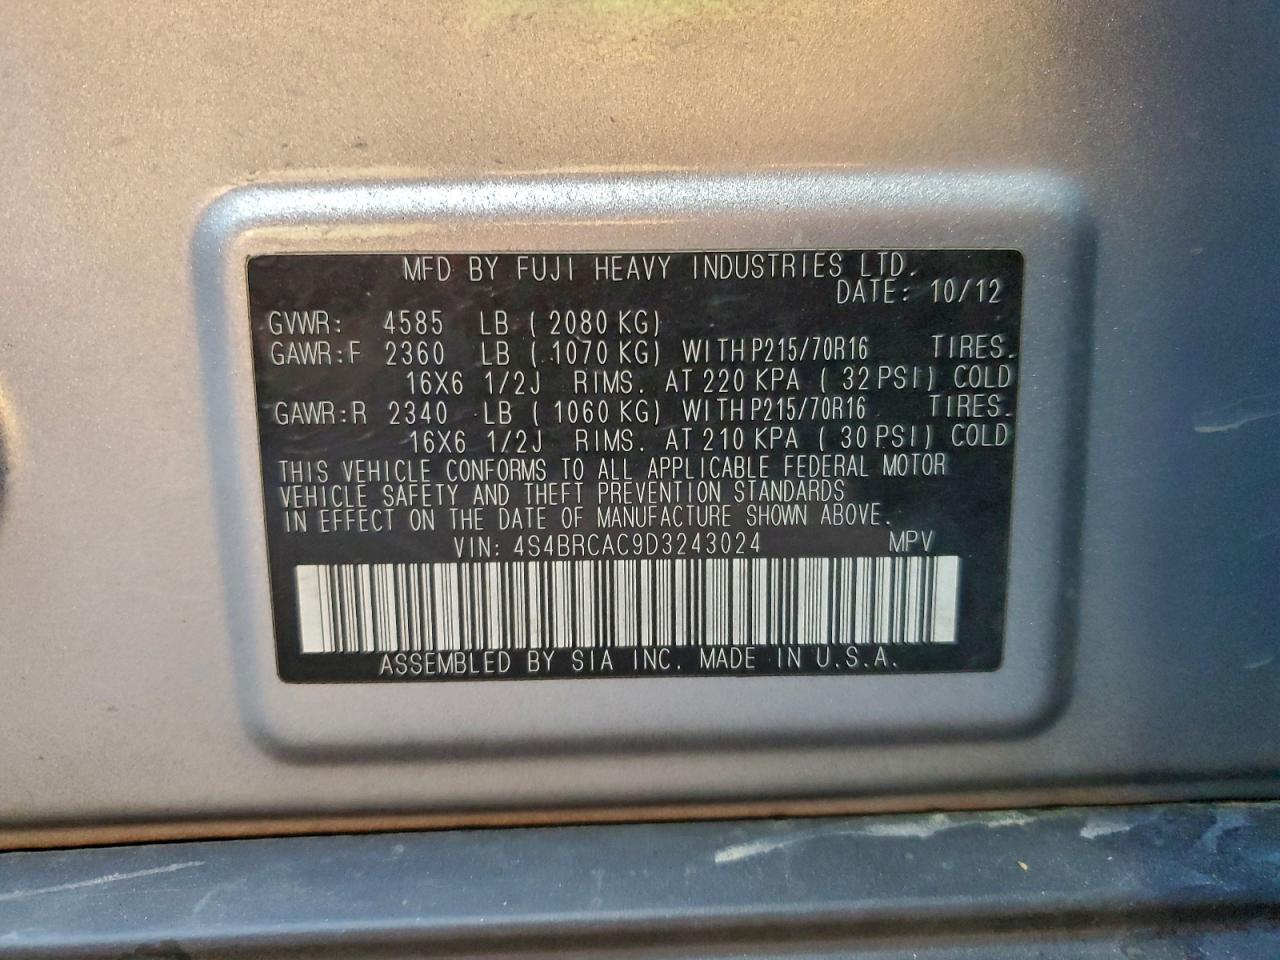 MFD BY FUJI HEAVY INDUSTRIES LTD.
DATE: 10/12
GVWR: 4585 LB ( 2080 KG)
GAWR:F 2360 LB ( 1070 KG) WITH P215/70R16 TIRES.
16X6 1/2J RIMS. AT 220 KPA ( 32 PSI) COLD
GAWR:R 2340 LB ( 1060 KG) WITH P215/70R16 TIRES.
16X6 1/2J RIMS. AT 210 KPA ( 30 PSI) COLD
THIS VEHICLE CONFORMS TO ALL APPLICABLE FEDERAL MOTOR
VEHICLE SAFETY AND THEFT PREVENTION STANDARDS
IN EFFECT ON THE DATE OF MANUFACTURE SHOWN ABOVE.
VIN: 4S4BRCAC9D3243024 MPV
ASSEMBLED BY SIA INC. MADE IN U.S.A.